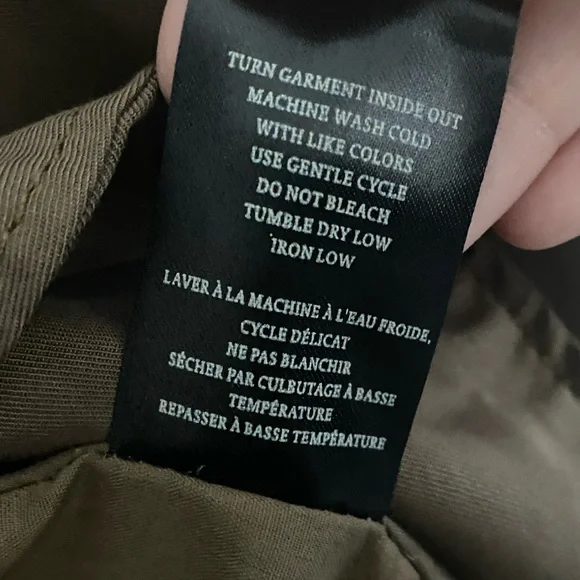 TURN GARMENT INSIDE OUT
MACHINE WASH COLD
WITH LIKE COLORS
USE GENTLE CYCLE
DO NOT BLEACH
TUMBLE DRY LOW
IRON LOW
LAVER À LA MACHINE À L'EAU FROIDE,
CYCLE DÉLICAT
NE PAS BLANCHIR
SÉCHER PAR CULBUTAGE À BASSE
TEMPÉRATURE
REPASSER À BASSE TEMPÉRATURE